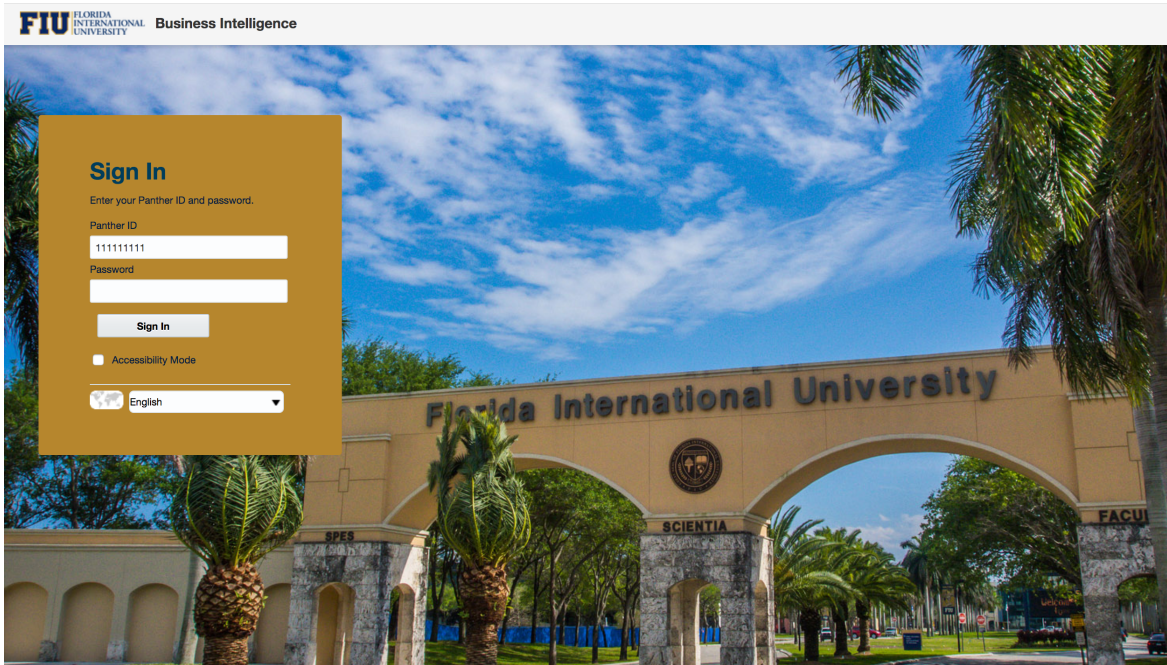 FIU FLORIDA
INTERNATIONAL
UNIVERSITY
Business Intelligence
Sign In
Enter your Panther ID and password.
Panther ID
111111111
Password
Sign In
Accessibility Mode
English
Florida International University
SPES
SCIENTIA
FACU